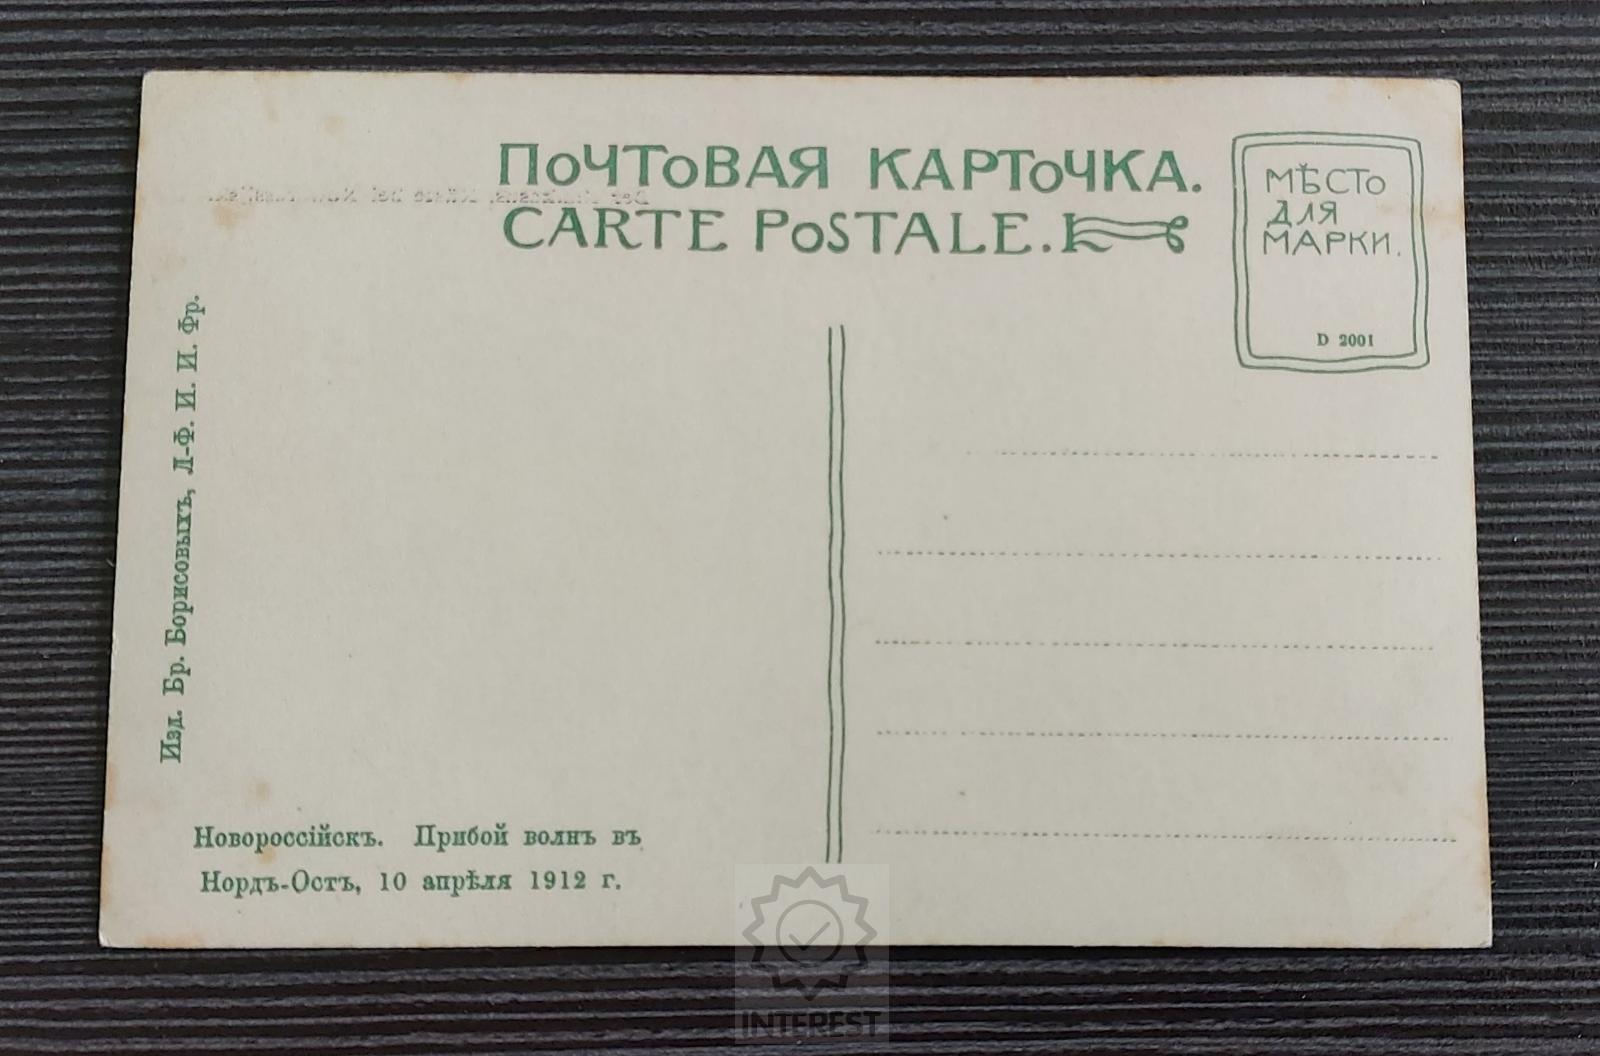 ПОЧТОВАЯ КАРТОЧКА.
CARTE POSTALE.
МѢСТО
ДЛЯ
МАРКИ.
D 2001
Изд. Бр. Борисовыхъ, Л-Ф. И. И. Фр.
Новороссійскъ. Прибой волнъ въ
Нордъ-Остъ, 10 апрѣля 1912 г.
INTEREST